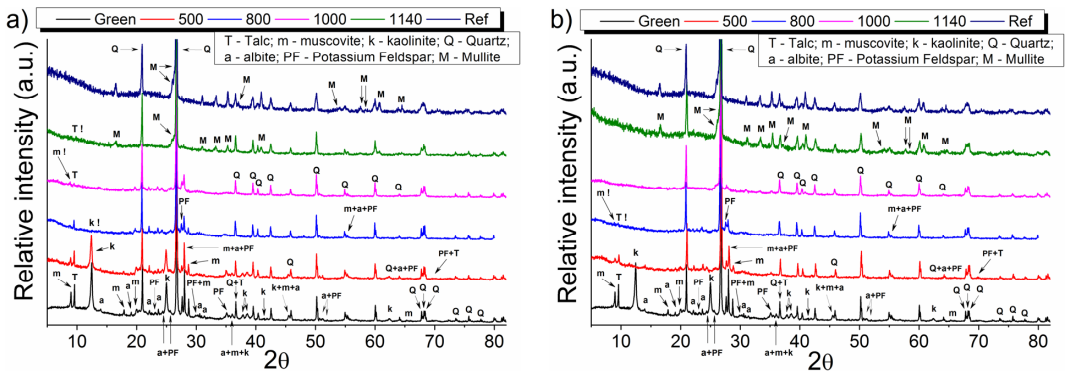 a)
Green 500 800 1000 1140 Ref
T - Talc; m - muscovite; k - kaolinite; Q - Quartz;
a - albite; PF - Potassium Feldspar; M - Mullite
Relative intensity (a.u.)
Q Q
M
M M M M M
T ! M M M M M
m ! T Q Q Q Q Q Q Q
PF m+a+PF
k ! k m+a+PF m Q Q+a+PF PF+T
m T a m a m PF a k PF+m a PF Q+T k k k+m+a a+PF k m Q Q Q Q Q Q
10 20 30 40 50 60 70 80
a+PF a+m+k
2θ
b)
Green 500 800 1000 1140 Ref
T - Talc; m - muscovite; k - kaolinite; Q - Quartz;
a - albite; PF - Potassium Feldspar; M - Mullite
Relative intensity (a.u.)
Q Q
M
M M M M M
M M M M M M M M
Q Q Q Q Q Q Q
m ! T ! PF m+a+PF
m+a+PF m Q+a+PF PF+T
m T k a m a m PF a k PF+m a PF Q+T k k k+m+a a+PF k m Q Q Q Q Q Q
10 20 30 40 50 60 70 80
a+PF a+m+k
2θ